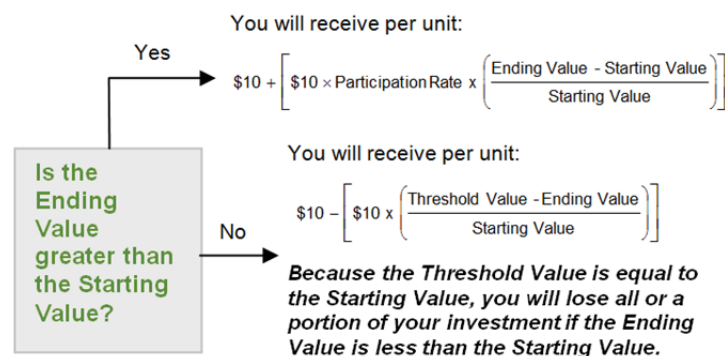 You will receive per unit:
Yes
$10 + [ $10 × Participation Rate x ( Ending Value - Starting Value / Starting Value ) ]
Is the
Ending
Value
greater than
the Starting
Value?
You will receive per unit:
No
$10 − [ $10 x ( Threshold Value - Ending Value / Starting Value ) ]
Because the Threshold Value is equal to
the Starting Value, you will lose all or a
portion of your investment if the Ending
Value is less than the Starting Value.